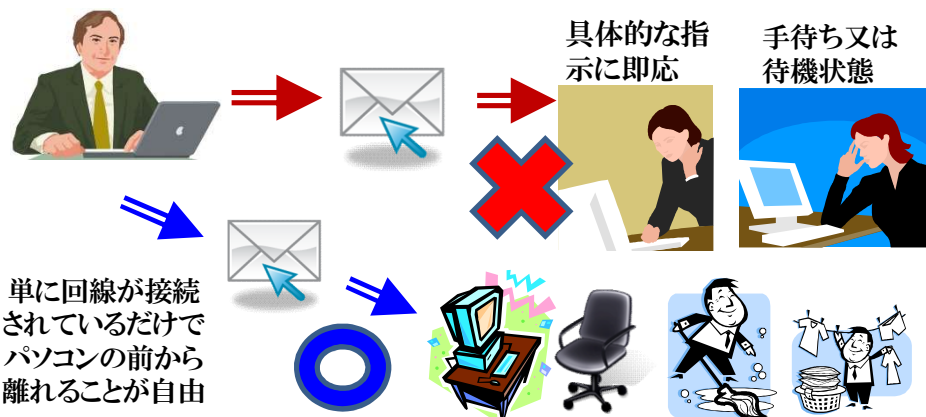 具体的な指
示に即応
手待ち又は
待機状態
単に回線が接続
されているだけで
パソコンの前から
離れることが自由